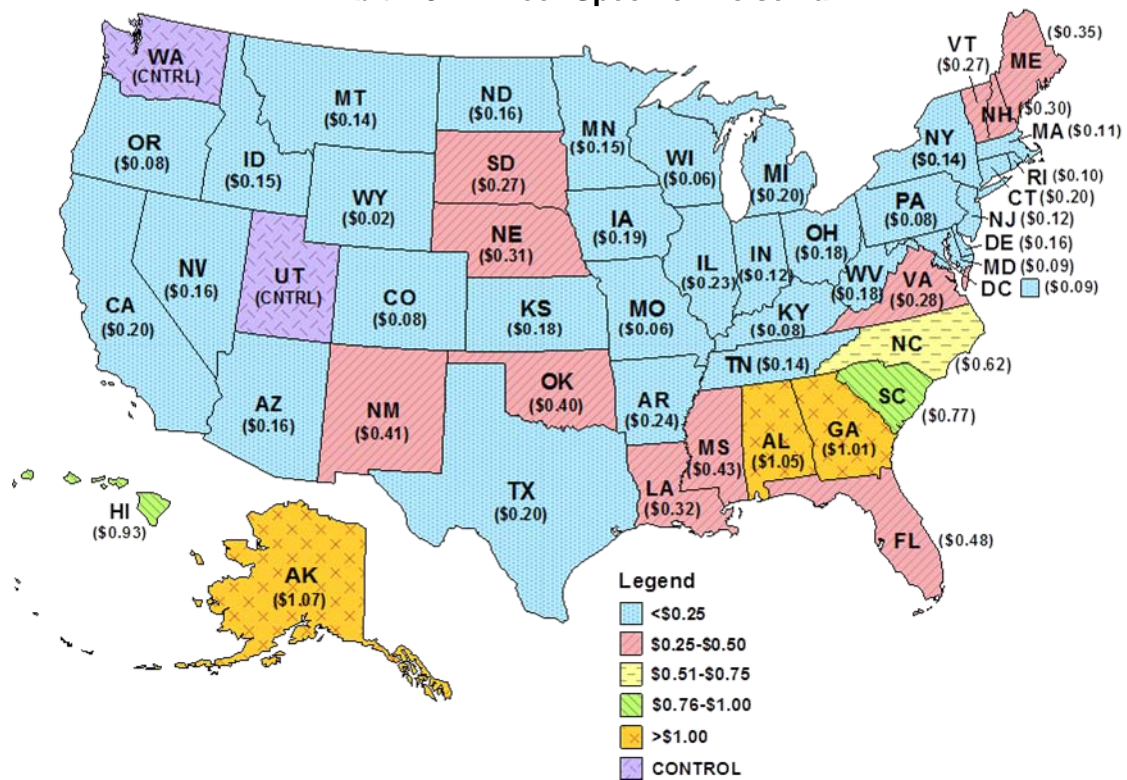 WA
(CNTRL)
MT
($0.14)
ND
($0.16)
MN
($0.15)
OR
($0.08)
ID
($0.15)
SD
($0.27)
WI
($0.06)
MI
($0.20)
NY
($0.14)
VT
($0.27)
ME
($0.35)
NH
($0.30)
MA ($0.11)
RI ($0.10)
CT ($0.20)
NJ ($0.12)
DE ($0.16)
MD ($0.09)
DC ($0.09)
WY
($0.02)
NE
($0.31)
IA
($0.19)
PA
($0.08)
OH
($0.18)
IN
($0.12)
IL
($0.23)
WV
($0.18)
VA
($0.28)
CA
($0.20)
NV
($0.16)
UT
(CNTRL)
CO
($0.08)
KS
($0.18)
MO
($0.06)
KY
($0.08)
NC
($0.62)
TN ($0.14)
SC
($0.77)
AZ
($0.16)
NM
($0.41)
OK
($0.40)
AR
($0.24)
MS
($0.43)
AL
($1.05)
GA
($1.01)
TX
($0.20)
LA
($0.32)
FL
($0.48)
HI
($0.93)
AK
($1.07)
Legend
<$0.25
$0.25-$0.50
$0.51-$0.75
$0.76-$1.00
>$1.00
CONTROL